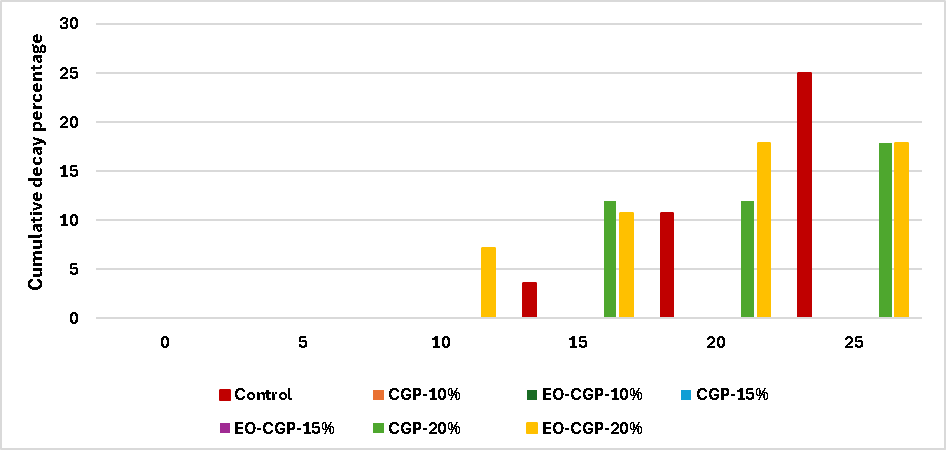 Cumulative decay percentage
30
25
20
15
10
5
0
0 5 10 15 20 25
Control CGP-10% EO-CGP-10% CGP-15%
EO-CGP-15% CGP-20% EO-CGP-20%